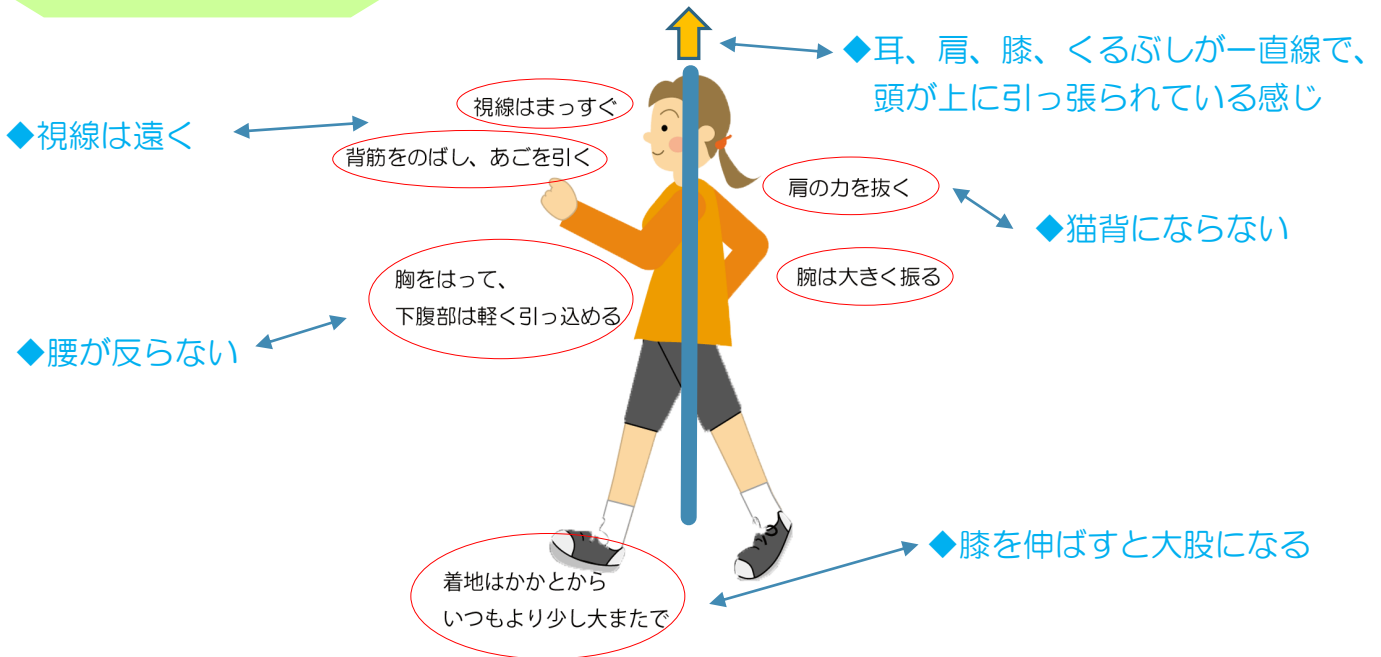 ◆耳、肩、膝、くるぶしが一直線で、
頭が上に引っ張られている感じ
視線はまっすぐ
◆視線は遠く
背筋をのばし、あごを引く
肩の力を抜く
◆猫背にならない
胸をはって、
下腹部は軽く引っ込める
腕は大きく振る
◆腰が反らない
◆膝を伸ばすと大股になる
着地はかかとから
いつもより少し大またで